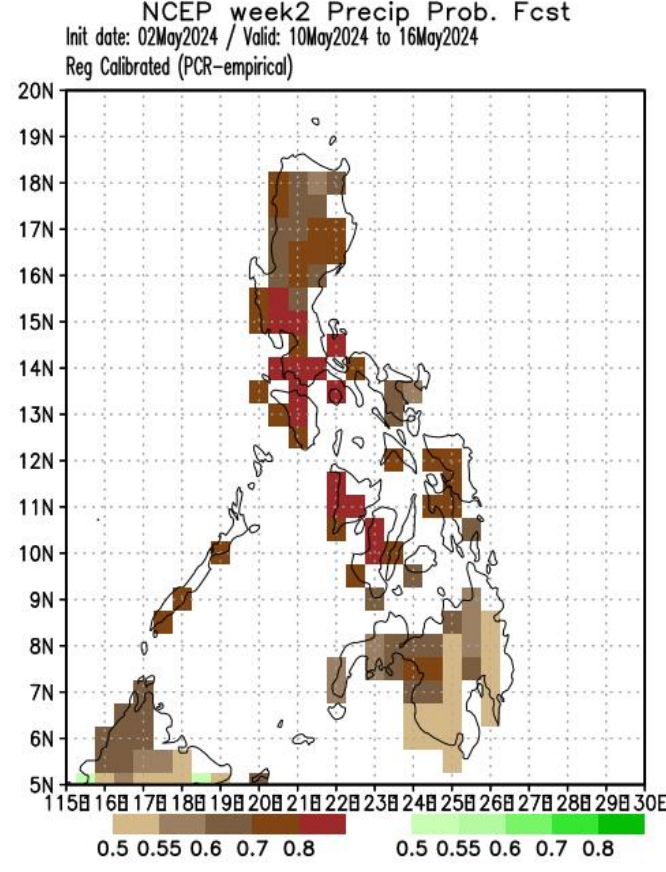 NCEP week2 Precip Prob. Fcst
Init date: 02May2024 / Valid: 10May2024 to 16May2024
Reg Calibrated (PCR-empirical)
20N
19N
18N
17N
16N
15N
14N
13N
12N
11N
10N
9N
8N
7N
6N
5N
115E 116E 117E 118E 119E 120E 121E 122E 123E 124E 125E 126E 127E 128E 129E 130E
0.5 0.55 0.6 0.7 0.8 0.5 0.55 0.6 0.7 0.8